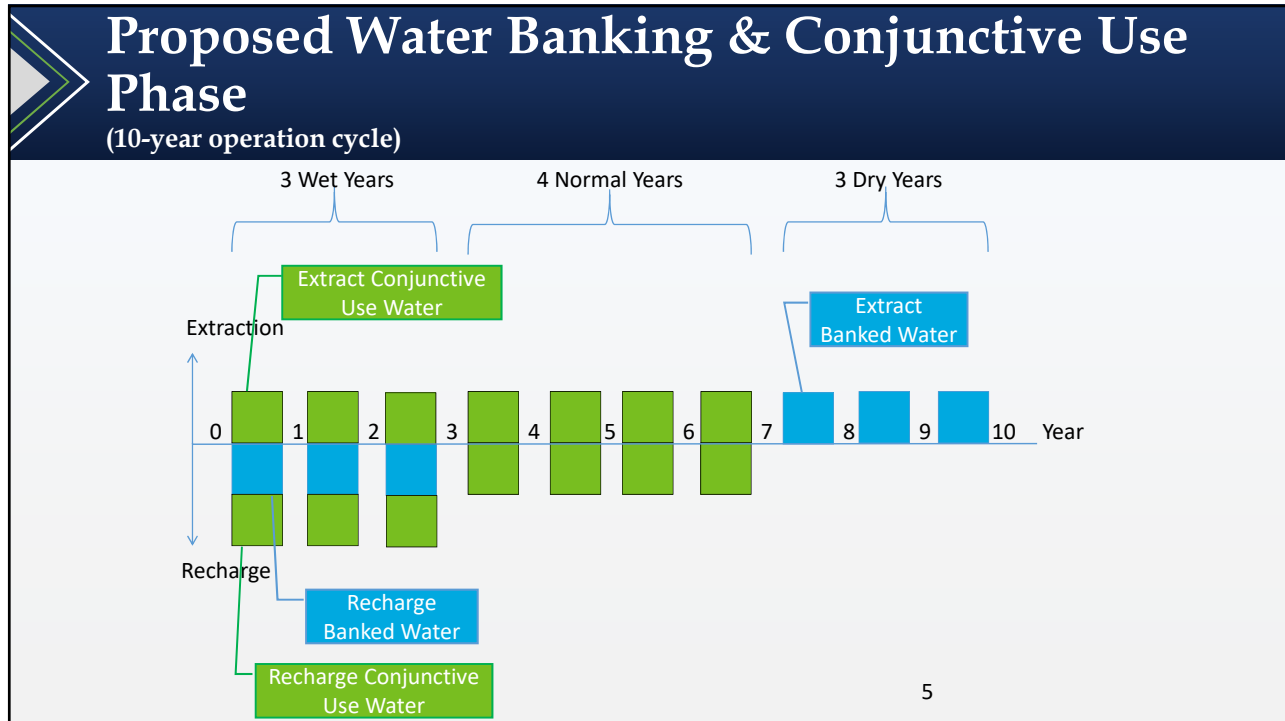 Proposed Water Banking & Conjunctive Use
Phase
(10-year operation cycle)
3 Wet Years
4 Normal Years
3 Dry Years
Extract Conjunctive
Use Water
Extract
Banked Water
Extraction
0
1
2
3
4
5
6
7
8
9
10
Year
Recharge
Recharge
Banked Water
Recharge Conjunctive
Use Water
5